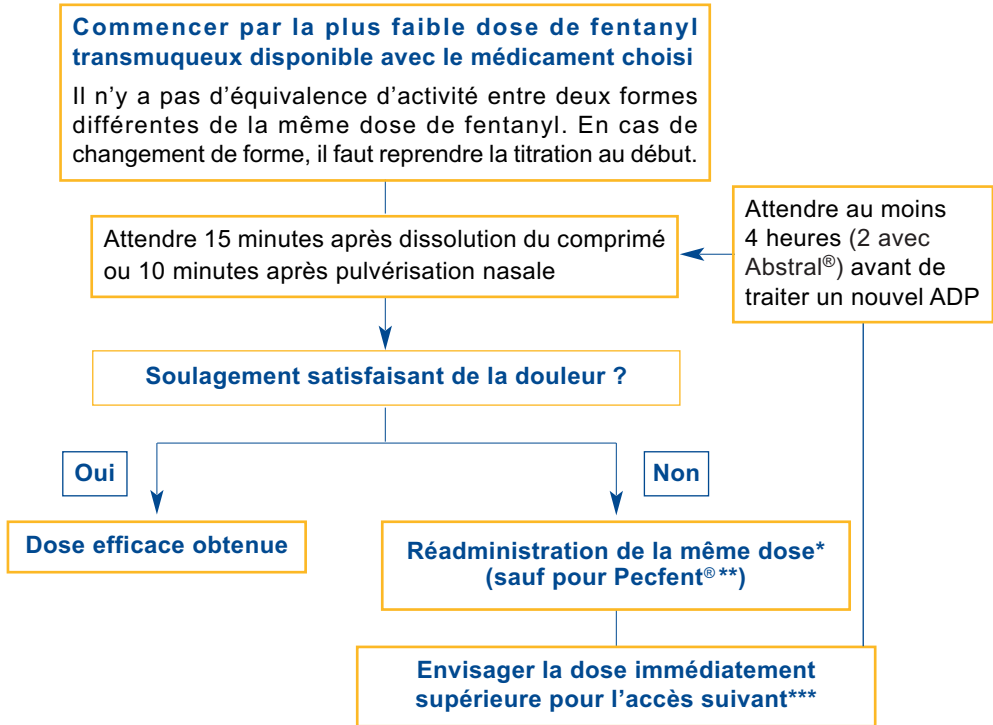 Commencer par la plus faible dose de fentanyl
transmuqueux disponible avec le médicament choisi
Il n’y a pas d’équivalence d’activité entre deux formes
différentes de la même dose de fentanyl. En cas de
changement de forme, il faut reprendre la titration au début.
Attendre 15 minutes après dissolution du comprimé
ou 10 minutes après pulvérisation nasale
Attendre au moins
4 heures (2 avec
Abstral®) avant de
traiter un nouvel ADP
Soulagement satisfaisant de la douleur ?
Oui
Non
Dose efficace obtenue
Réadministration de la même dose*
(sauf pour Pecfent® **)
Envisager la dose immédiatement
supérieure pour l’accès suivant***